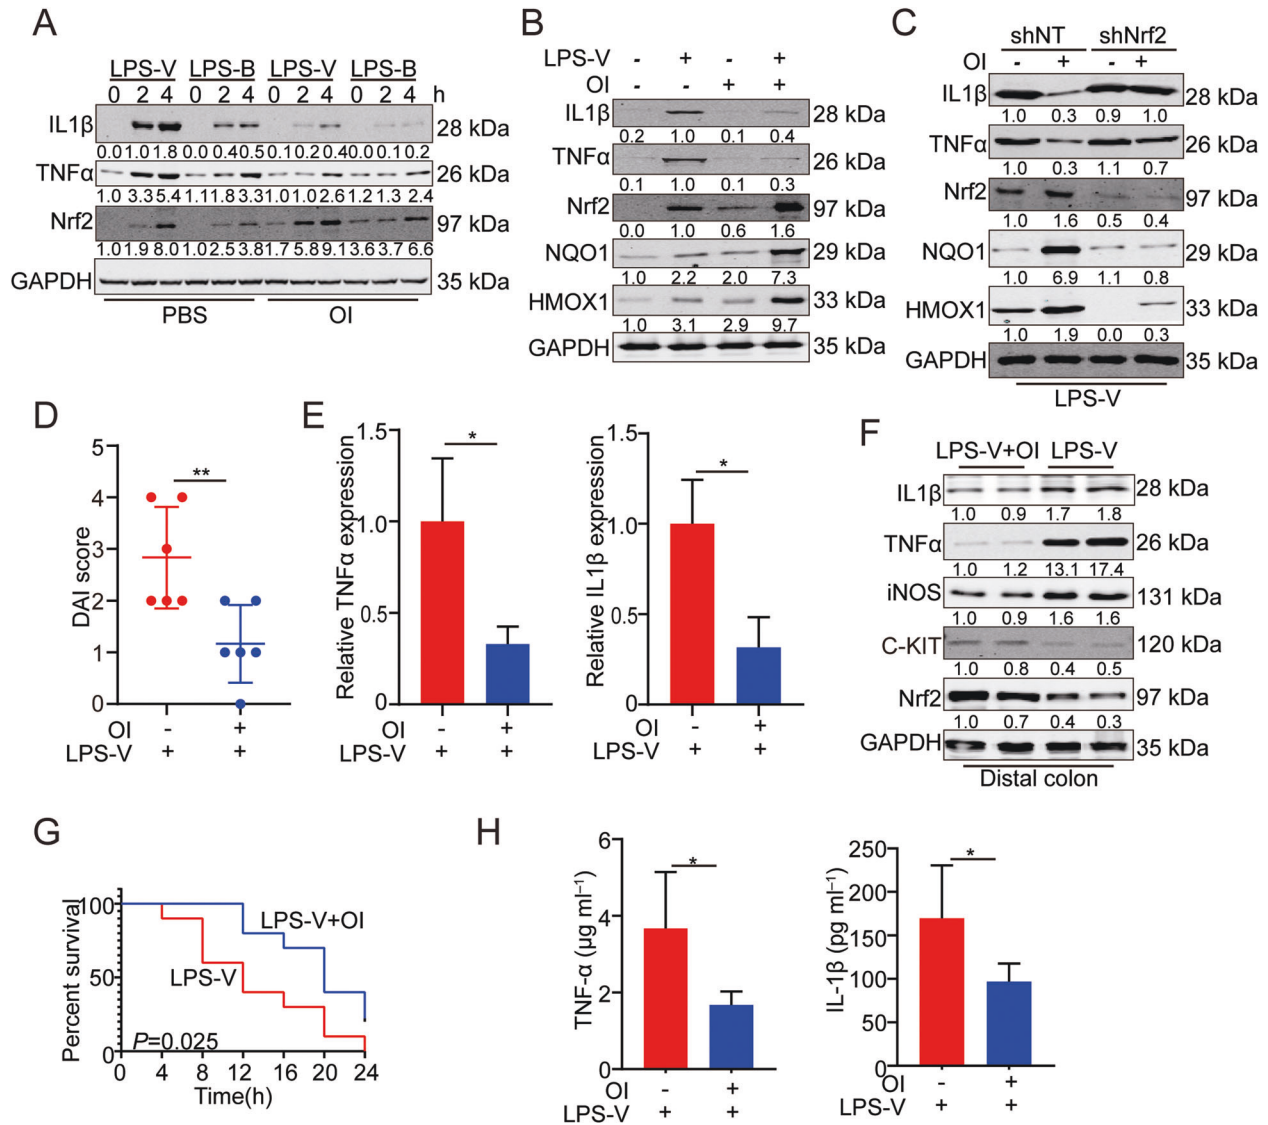 A
LPS-V LPS-B LPS-V LPS-B
0 2 4 0 2 4 0 2 4 0 2 4 h
IL1β 28 kDa
0.0 1.0 1.8 0.0 0.4 0.5 0.1 0.2 0.4 0.1 0.2
TNFα 26 kDa
1.0 3.3 5.4 1.1 1.8 3.3 1.0 1.0 2.6 1.2 1.3 2.4
Nrf2 97 kDa
1.0 1.9 8.0 1.0 2.5 3.8 1.7 5.8 9.1 3.6 3.7 6.6
GAPDH 35 kDa
PBS OI
B
LPS-V - + - +
OI - - + +
IL1β 28 kDa
0.2 1.0 0.1 0.4
TNFα 26 kDa
0.1 1.0 0.1 0.3
Nrf2 97 kDa
0.0 1.0 0.6 1.6
NQO1 29 kDa
1.0 2.2 2.0 7.3
HMOX1 33 kDa
1.0 3.1 2.9 9.7
GAPDH 35 kDa
C
shNT shNrf2
OI - + - +
IL1β 28 kDa
1.0 0.3 0.9 1.0
TNFα 26 kDa
1.0 0.3 1.1 0.7
Nrf2 97 kDa
1.0 1.6 0.5 0.4
NQO1 29 kDa
1.0 6.9 1.1 0.8
HMOX1 33 kDa
1.0 1.9 0.0 0.3
GAPDH 35 kDa
LPS-V
D
DAI score
5
4
3
2
1
0
**
OI - +
LPS-V + +
E
Relative TNFα expression
1.5
1.0
0.5
0
*
OI - +
LPS-V + +
Relative IL1β expression
1.5
1.0
0.5
0
*
OI - +
LPS-V + +
F
LPS-V+OI LPS-V
IL1β 28 kDa
1.0 0.9 1.7 1.8
TNFα 26 kDa
1.0 1.2 13.1 17.4
iNOS 131 kDa
1.0 0.9 1.6 1.6
C-KIT 120 kDa
1.0 0.8 0.4 0.5
Nrf2 97 kDa
1.0 0.7 0.4 0.3
GAPDH 35 kDa
Distal colon
G
Percent survival
100
50
0
LPS-V+OI
LPS-V
P=0.025
0 4 8 12 16 20 24
Time(h)
H
TNF-α (μg ml⁻¹)
6
4
2
0
*
OI - +
LPS-V + +
IL-1β (pg ml⁻¹)
250
200
150
100
50
0
*
OI - +
LPS-V + +